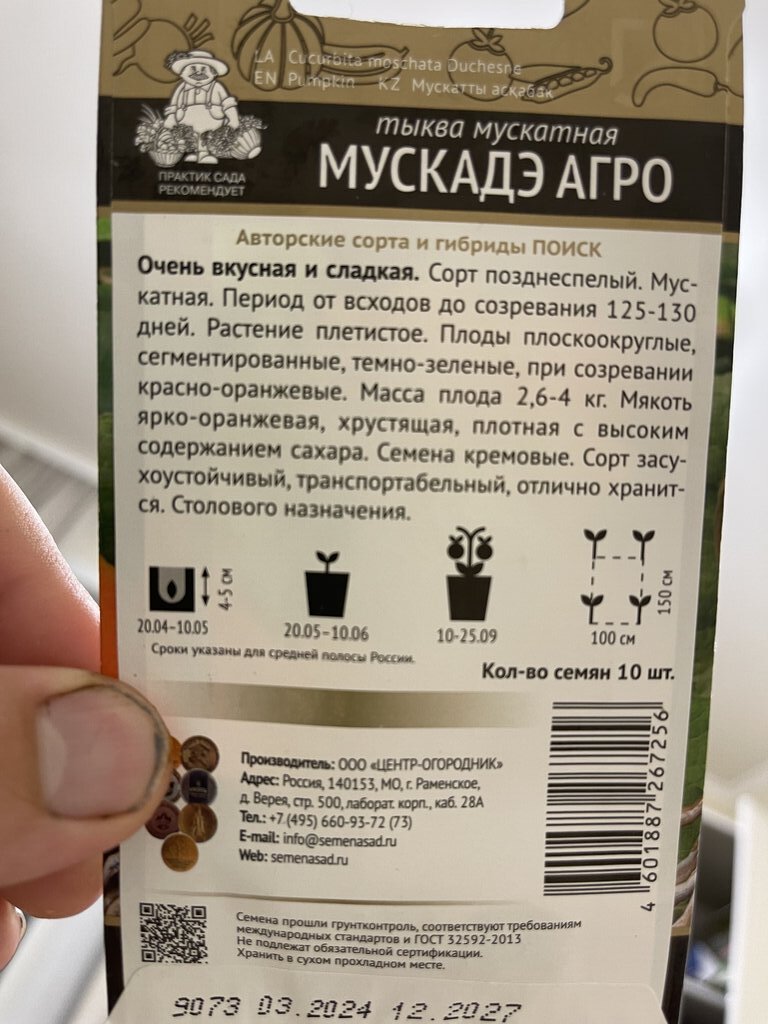 LA Cucurbita moschata Duchesne
EN Pumpkin KZ Мускатты асқабақ
тыква мускатная
МУСКАДЭ АГРО
ПРАКТИК САДА
РЕКОМЕНДУЕТ
Авторские сорта и гибриды ПОИСК
Очень вкусная и сладкая. Сорт позднеспелый. Мус-
катная. Период от всходов до созревания 125-130
дней. Растение плетистое. Плоды плоскоокруглые,
сегментированные, темно-зеленые, при созревании
красно-оранжевые. Масса плода 2,6-4 кг. Мякоть
ярко-оранжевая, хрустящая, плотная с высоким
содержанием сахара. Семена кремовые. Сорт засу-
хоустойчивый, транспортабельный, отлично хранит-
ся. Столового назначения.
4-5 см
20.04-10.05
20.05-10.06
10-25.09
150 см
100 см
Сроки указаны для средней полосы России.
Кол-во семян 10 шт.
Производитель: ООО «ЦЕНТР-ОГОРОДНИК»
Адрес: Россия, 140153, МО, г. Раменское,
д. Верея, стр. 500, лаборат. корп., каб. 28А
Тел.: +7 (495) 660-93-72 (73)
E-mail: info@semenasad.ru
Web: semenasad.ru
4 601887 267256
Семена прошли грунтконтроль, соответствуют требованиям
международных стандартов и ГОСТ 32592-2013
Не подлежат обязательной сертификации.
Хранить в сухом прохладном месте.
9073 03.2024 12.2027